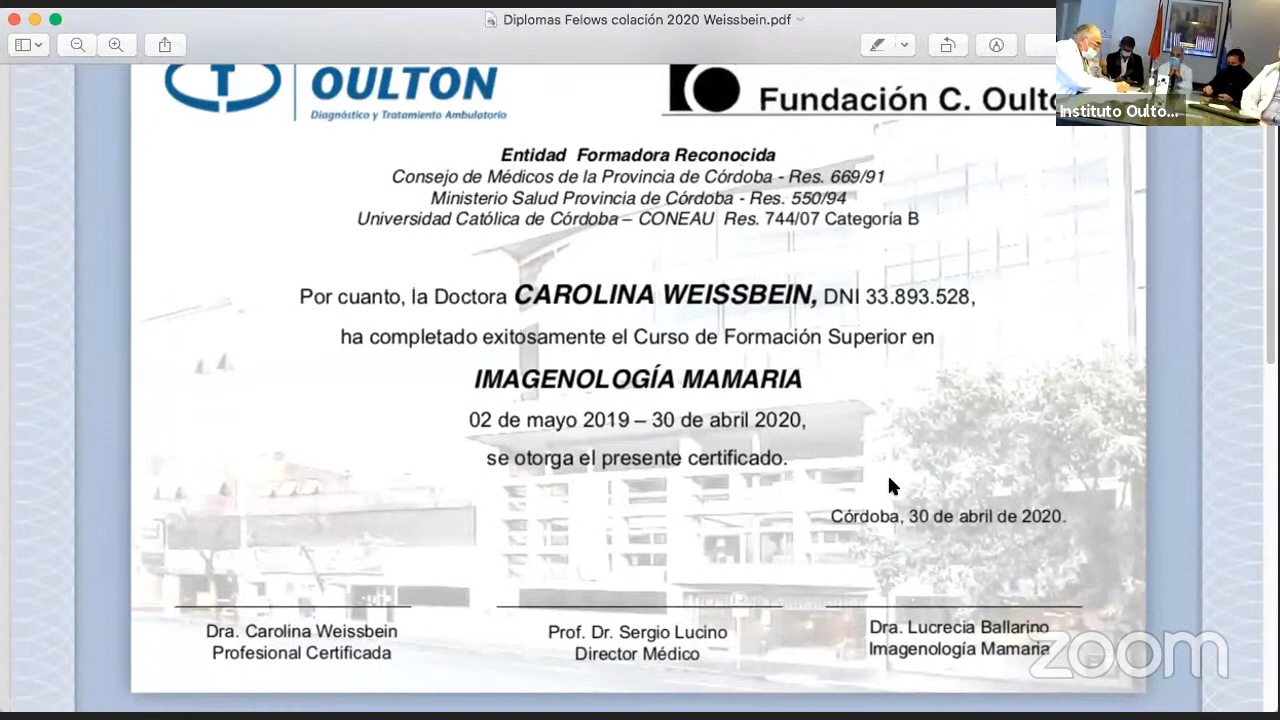 Diplomas Felows colación 2020 Weissbein.pdf
Instituto Oulto...
OULTON
Diagnóstico y Tratamiento Ambulatorio
Fundación C. Oulto
Entidad Formadora Reconocida
Consejo de Médicos de la Provincia de Córdoba - Res. 669/91
Ministerio Salud Provincia de Córdoba - Res. 550/94
Universidad Católica de Córdoba – CONEAU Res. 744/07 Categoría B
Por cuanto, la Doctora CAROLINA WEISSBEIN, DNI 33.893.528,
ha completado exitosamente el Curso de Formación Superior en
IMAGENOLOGÍA MAMARIA
02 de mayo 2019 – 30 de abril 2020,
se otorga el presente certificado.
Córdoba, 30 de abril de 2020.
Dra. Carolina Weissbein
Profesional Certificada
Prof. Dr. Sergio Lucino
Director Médico
Dra. Lucrecia Ballarino
Imagenología Mamaria
zoom